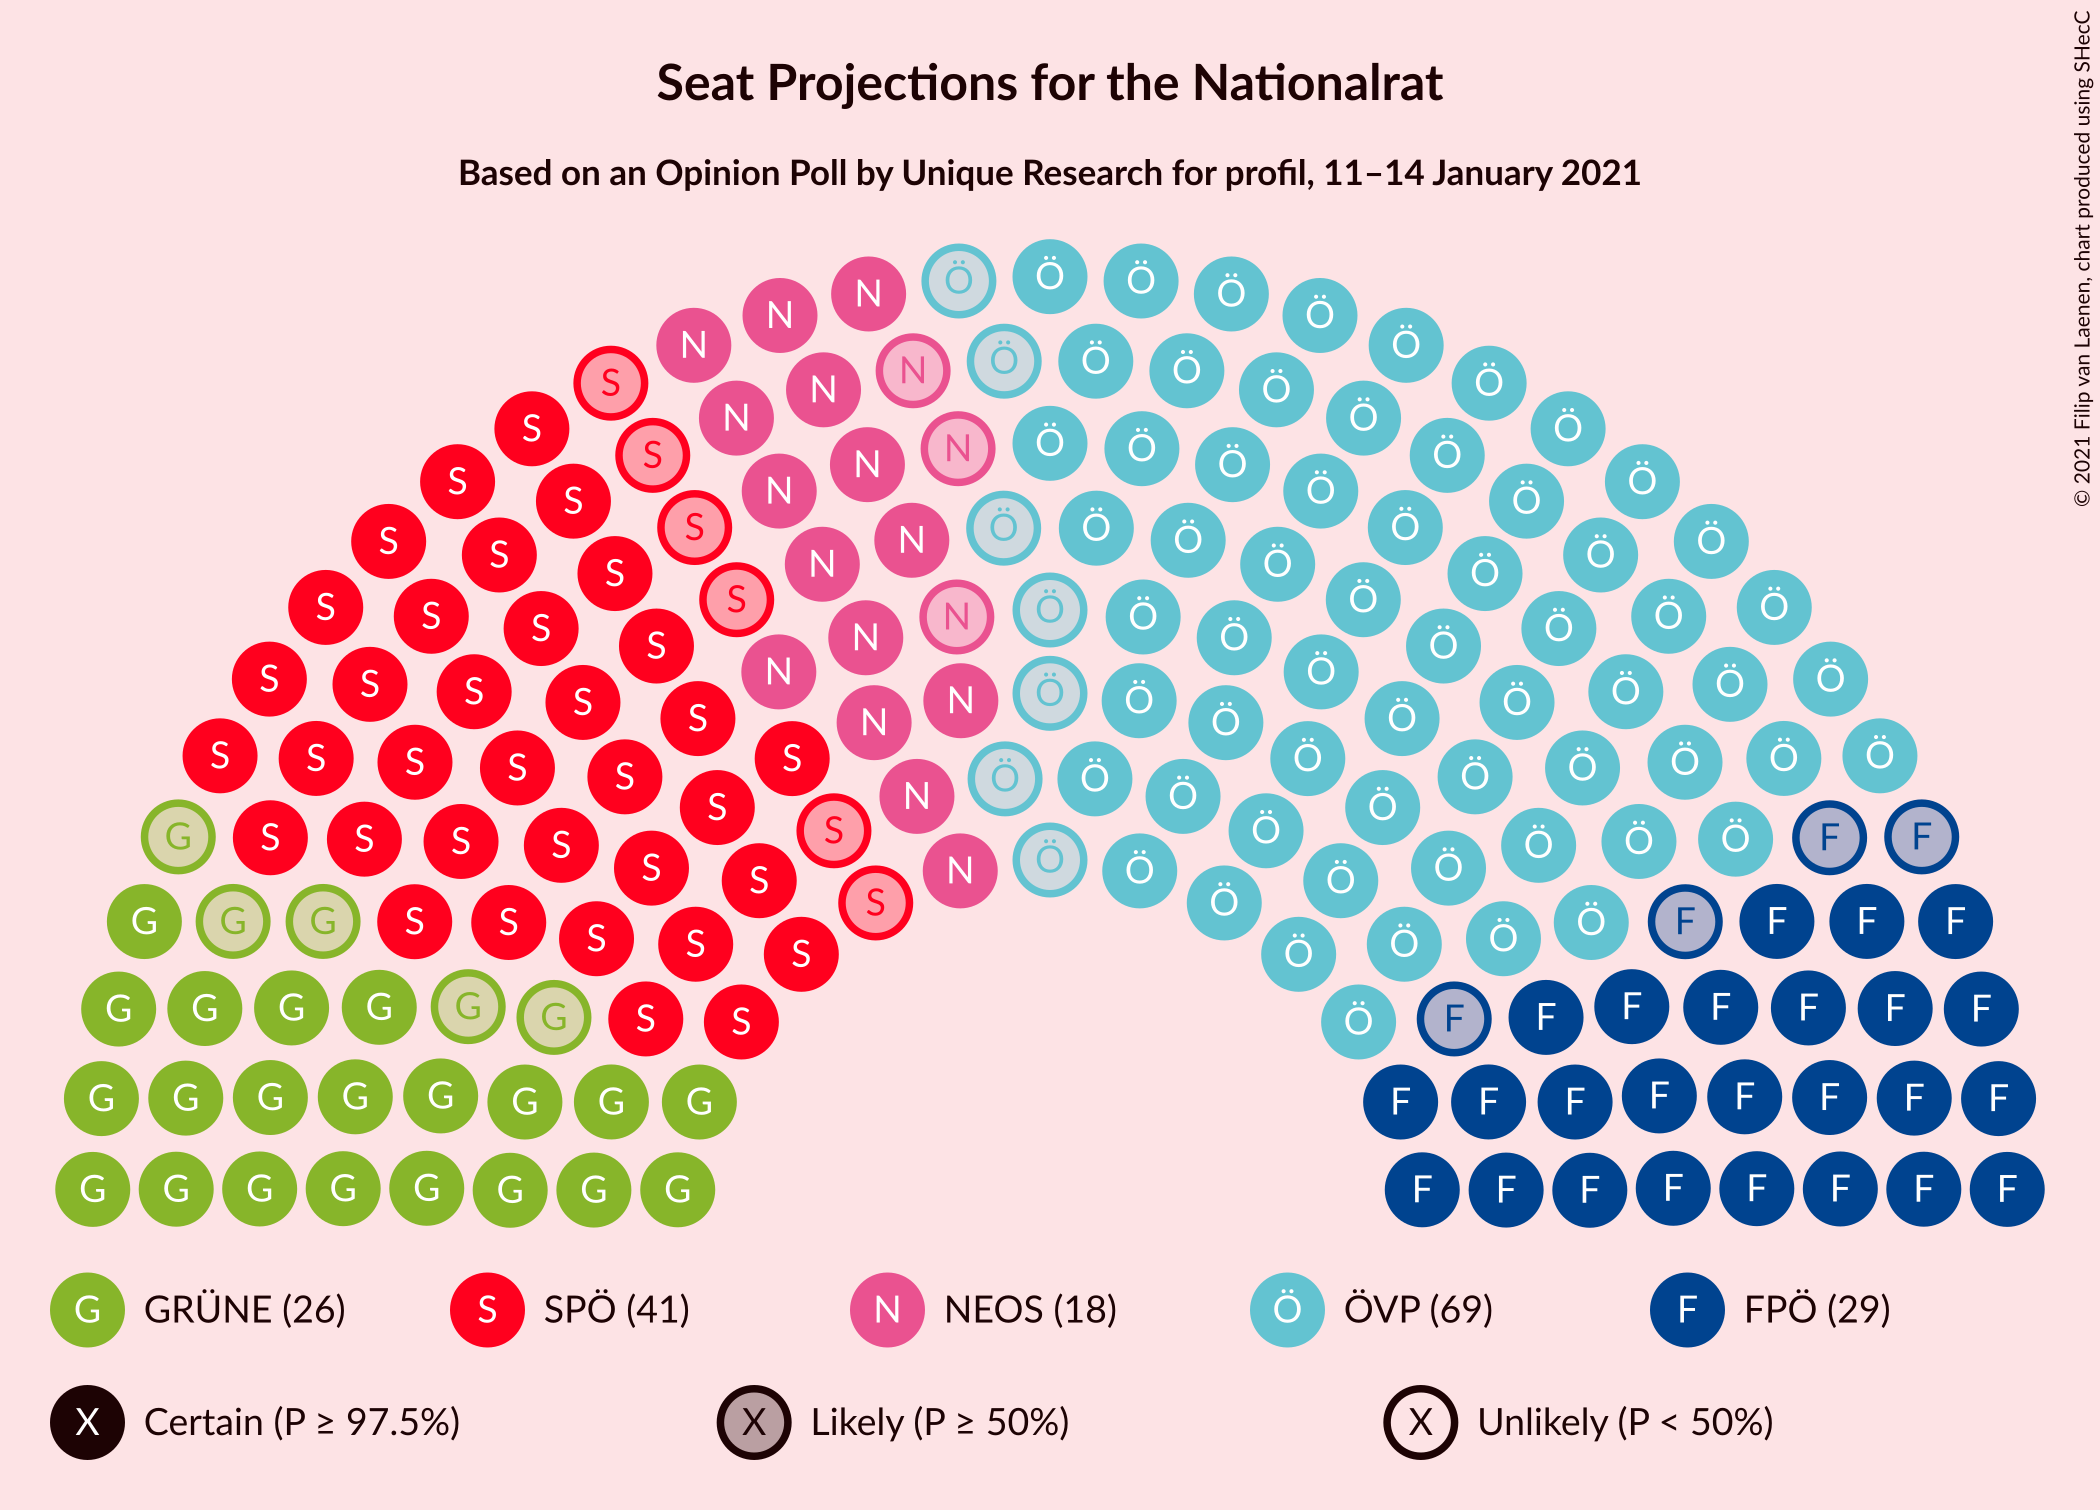 Seat Projections for the Nationalrat
Based on an Opinion Poll by Unique Research for profil, 11–14 January 2021
© 2021 Filip van Laenen, chart produced using SHecC
N N N Ö Ö Ö Ö Ö Ö
S N N N Ö Ö Ö Ö Ö Ö
S S N N N Ö Ö Ö Ö Ö Ö
S S S N N Ö Ö Ö Ö Ö Ö Ö
S S S S N N N Ö Ö Ö Ö Ö Ö Ö
S S S S S N N N Ö Ö Ö Ö Ö Ö Ö Ö
S S S S S S N Ö Ö Ö Ö Ö Ö Ö Ö Ö
G S S S S S S S N Ö Ö Ö Ö Ö Ö Ö Ö F F
G G G S S S S S S Ö Ö Ö Ö Ö Ö F F F F
G G G G G G S S Ö F F F F F F F
G G G G G G G G F F F F F F F F
G G G G G G G G F F F F F F F F
G GRÜNE (26) S SPÖ (41) N NEOS (18) Ö ÖVP (69) F FPÖ (29)
X Certain (P ≥ 97.5%) X Likely (P ≥ 50%) X Unlikely (P < 50%)